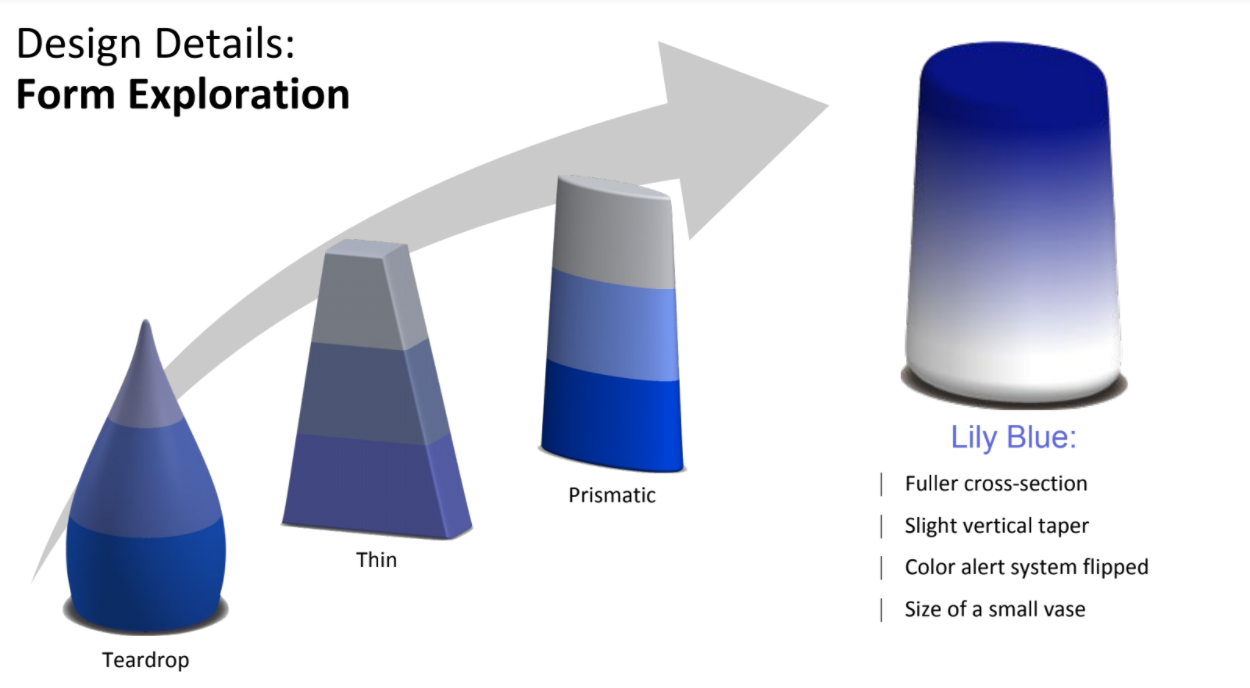 Design Details:
Form Exploration
Teardrop
Thin
Prismatic
Lily Blue:
| Fuller cross-section
| Slight vertical taper
| Color alert system flipped
| Size of a small vase